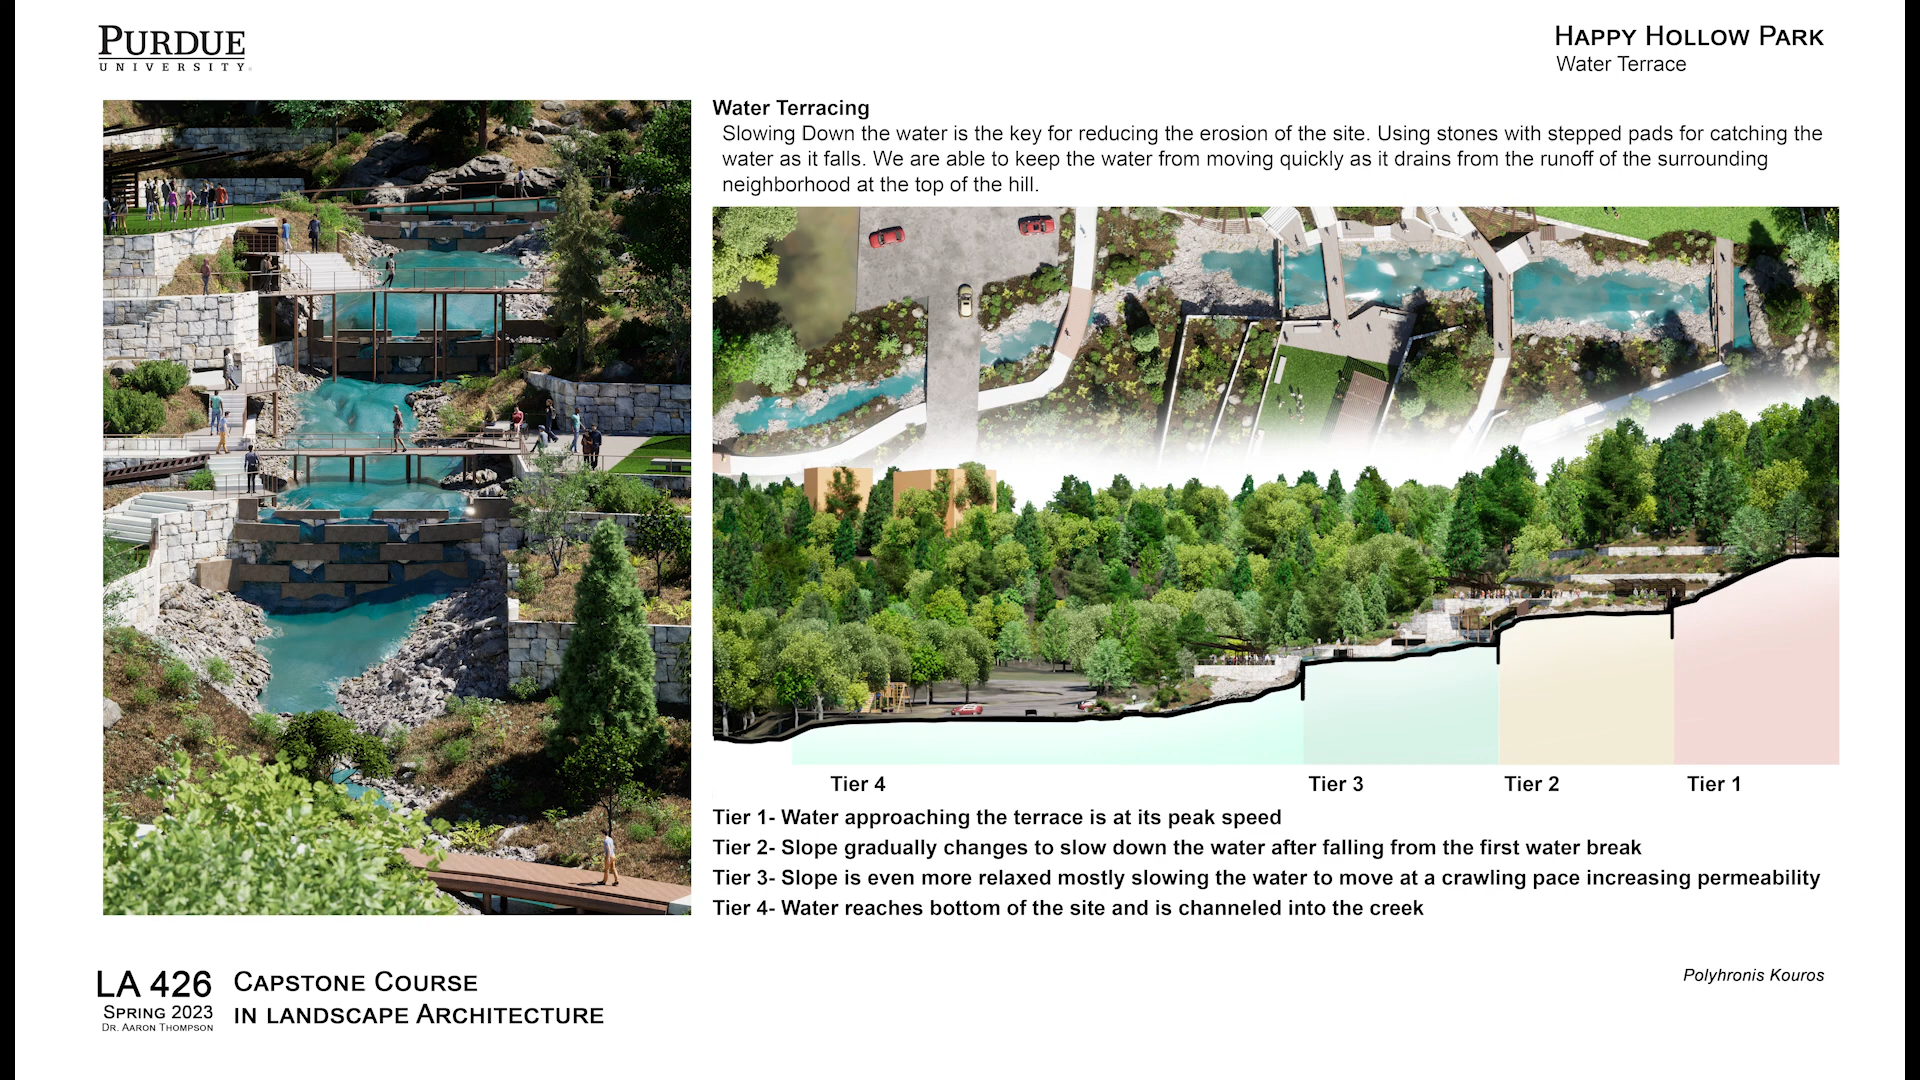 PURDUE
UNIVERSITY®
HAPPY HOLLOW PARK
Water Terrace
Water Terracing
Slowing Down the water is the key for reducing the erosion of the site. Using stones with stepped pads for catching the
water as it falls. We are able to keep the water from moving quickly as it drains from the runoff of the surrounding
neighborhood at the top of the hill.
Tier 4 Tier 3 Tier 2 Tier 1
Tier 1- Water approaching the terrace is at its peak speed
Tier 2- Slope gradually changes to slow down the water after falling from the first water break
Tier 3- Slope is even more relaxed mostly slowing the water to move at a crawling pace increasing permeability
Tier 4- Water reaches bottom of the site and is channeled into the creek
LA 426
SPRING 2023
DR. AARON THOMPSON
CAPSTONE COURSE
IN LANDSCAPE ARCHITECTURE
Polyhronis Kouros